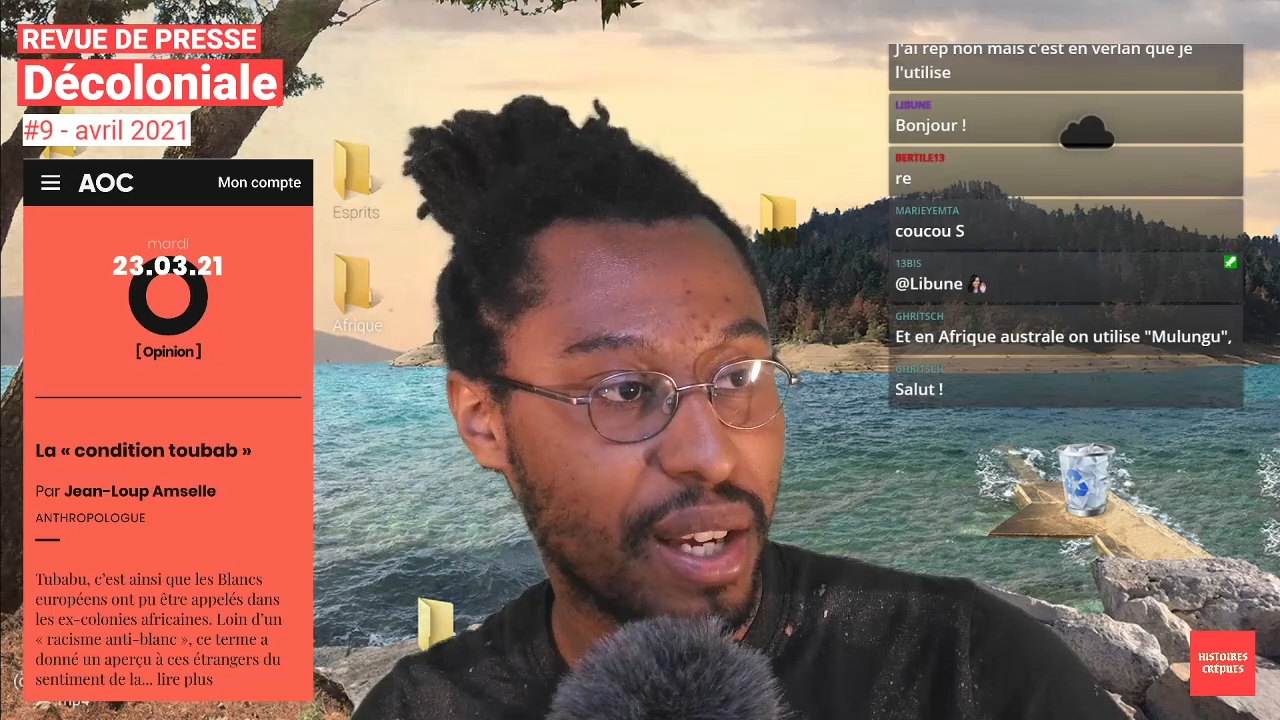 REVUE DE PRESSE
Décoloniale
#9 - avril 2021
AOC
Mon compte
mardi
23.03.21
[ Opinion ]
La « condition toubab »
Par Jean-Loup Amselle
ANTHROPOLOGUE
Tubabu, c’est ainsi que les Blancs
européens ont pu être appelés dans
les ex-colonies africaines. Loin d’un
« racisme anti-blanc », ce terme a
donné un aperçu à ces étrangers du
sentiment de la... lire plus
mp4
Esprits
Afrique
J'ai rep non mais c'est en verlan que je
l'utilise
LIBUNE
Bonjour !
BERTILE13
re
MARIEYEMTA
coucou S
13BIS
@Libune
GHRITSCH
Et en Afrique australe on utilise "Mulungu",
GHRITSCH
Salut !
HISTOIRES
CRÉPUES